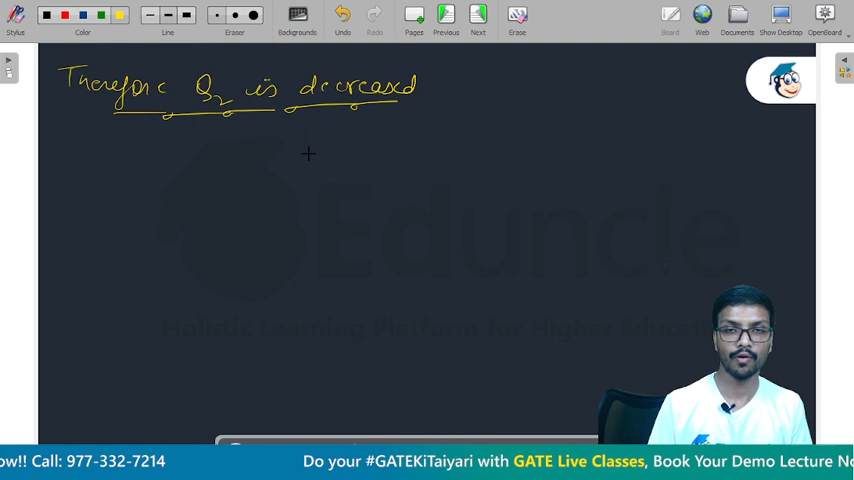 Stylus
Color
Line
Eraser
Backgrounds
Undo
Redo
Pages
Previous
Next
Erase
Board
Web
Documents
Show Desktop
OpenBoard
Therefore Q2 is decreased
Eduncle
Holistic Learning Platform for Higher Education
ow!! Call: 977-332-7214 Do your #GATEKiTaiyari with GATE Live Classes, Book Your Demo Lecture No